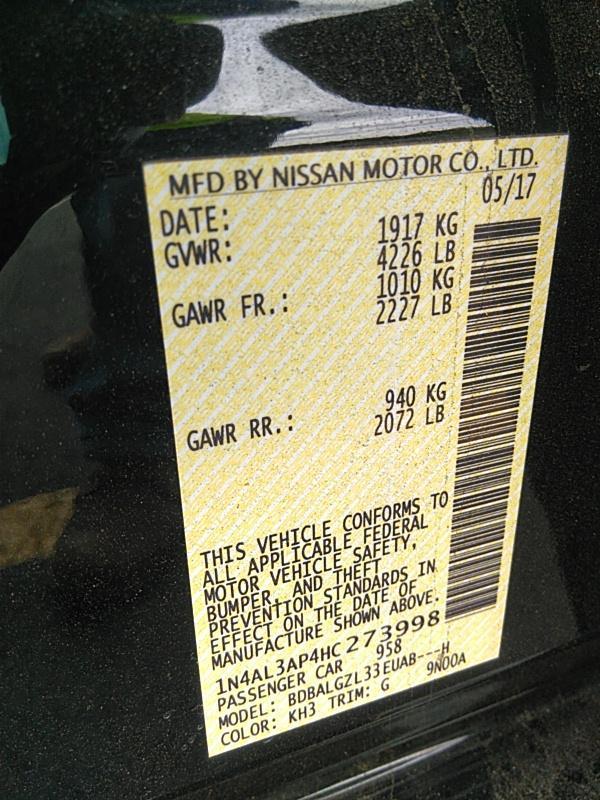 MFD BY NISSAN MOTOR CO., LTD.
DATE: 05/17
GVWR: 1917 KG
4226 LB
GAWR FR.: 1010 KG
2227 LB
GAWR RR.: 940 KG
2072 LB
THIS VEHICLE CONFORMS TO
ALL APPLICABLE FEDERAL
MOTOR VEHICLE SAFETY,
BUMPER, AND THEFT
PREVENTION STANDARDS IN
EFFECT ON THE DATE OF
MANUFACTURE SHOWN ABOVE.
1N4AL3AP4HC273998
PASSENGER CAR 958
MODEL: BDBALGZL33EUAB---H
COLOR: KH3 TRIM: G 9N00A